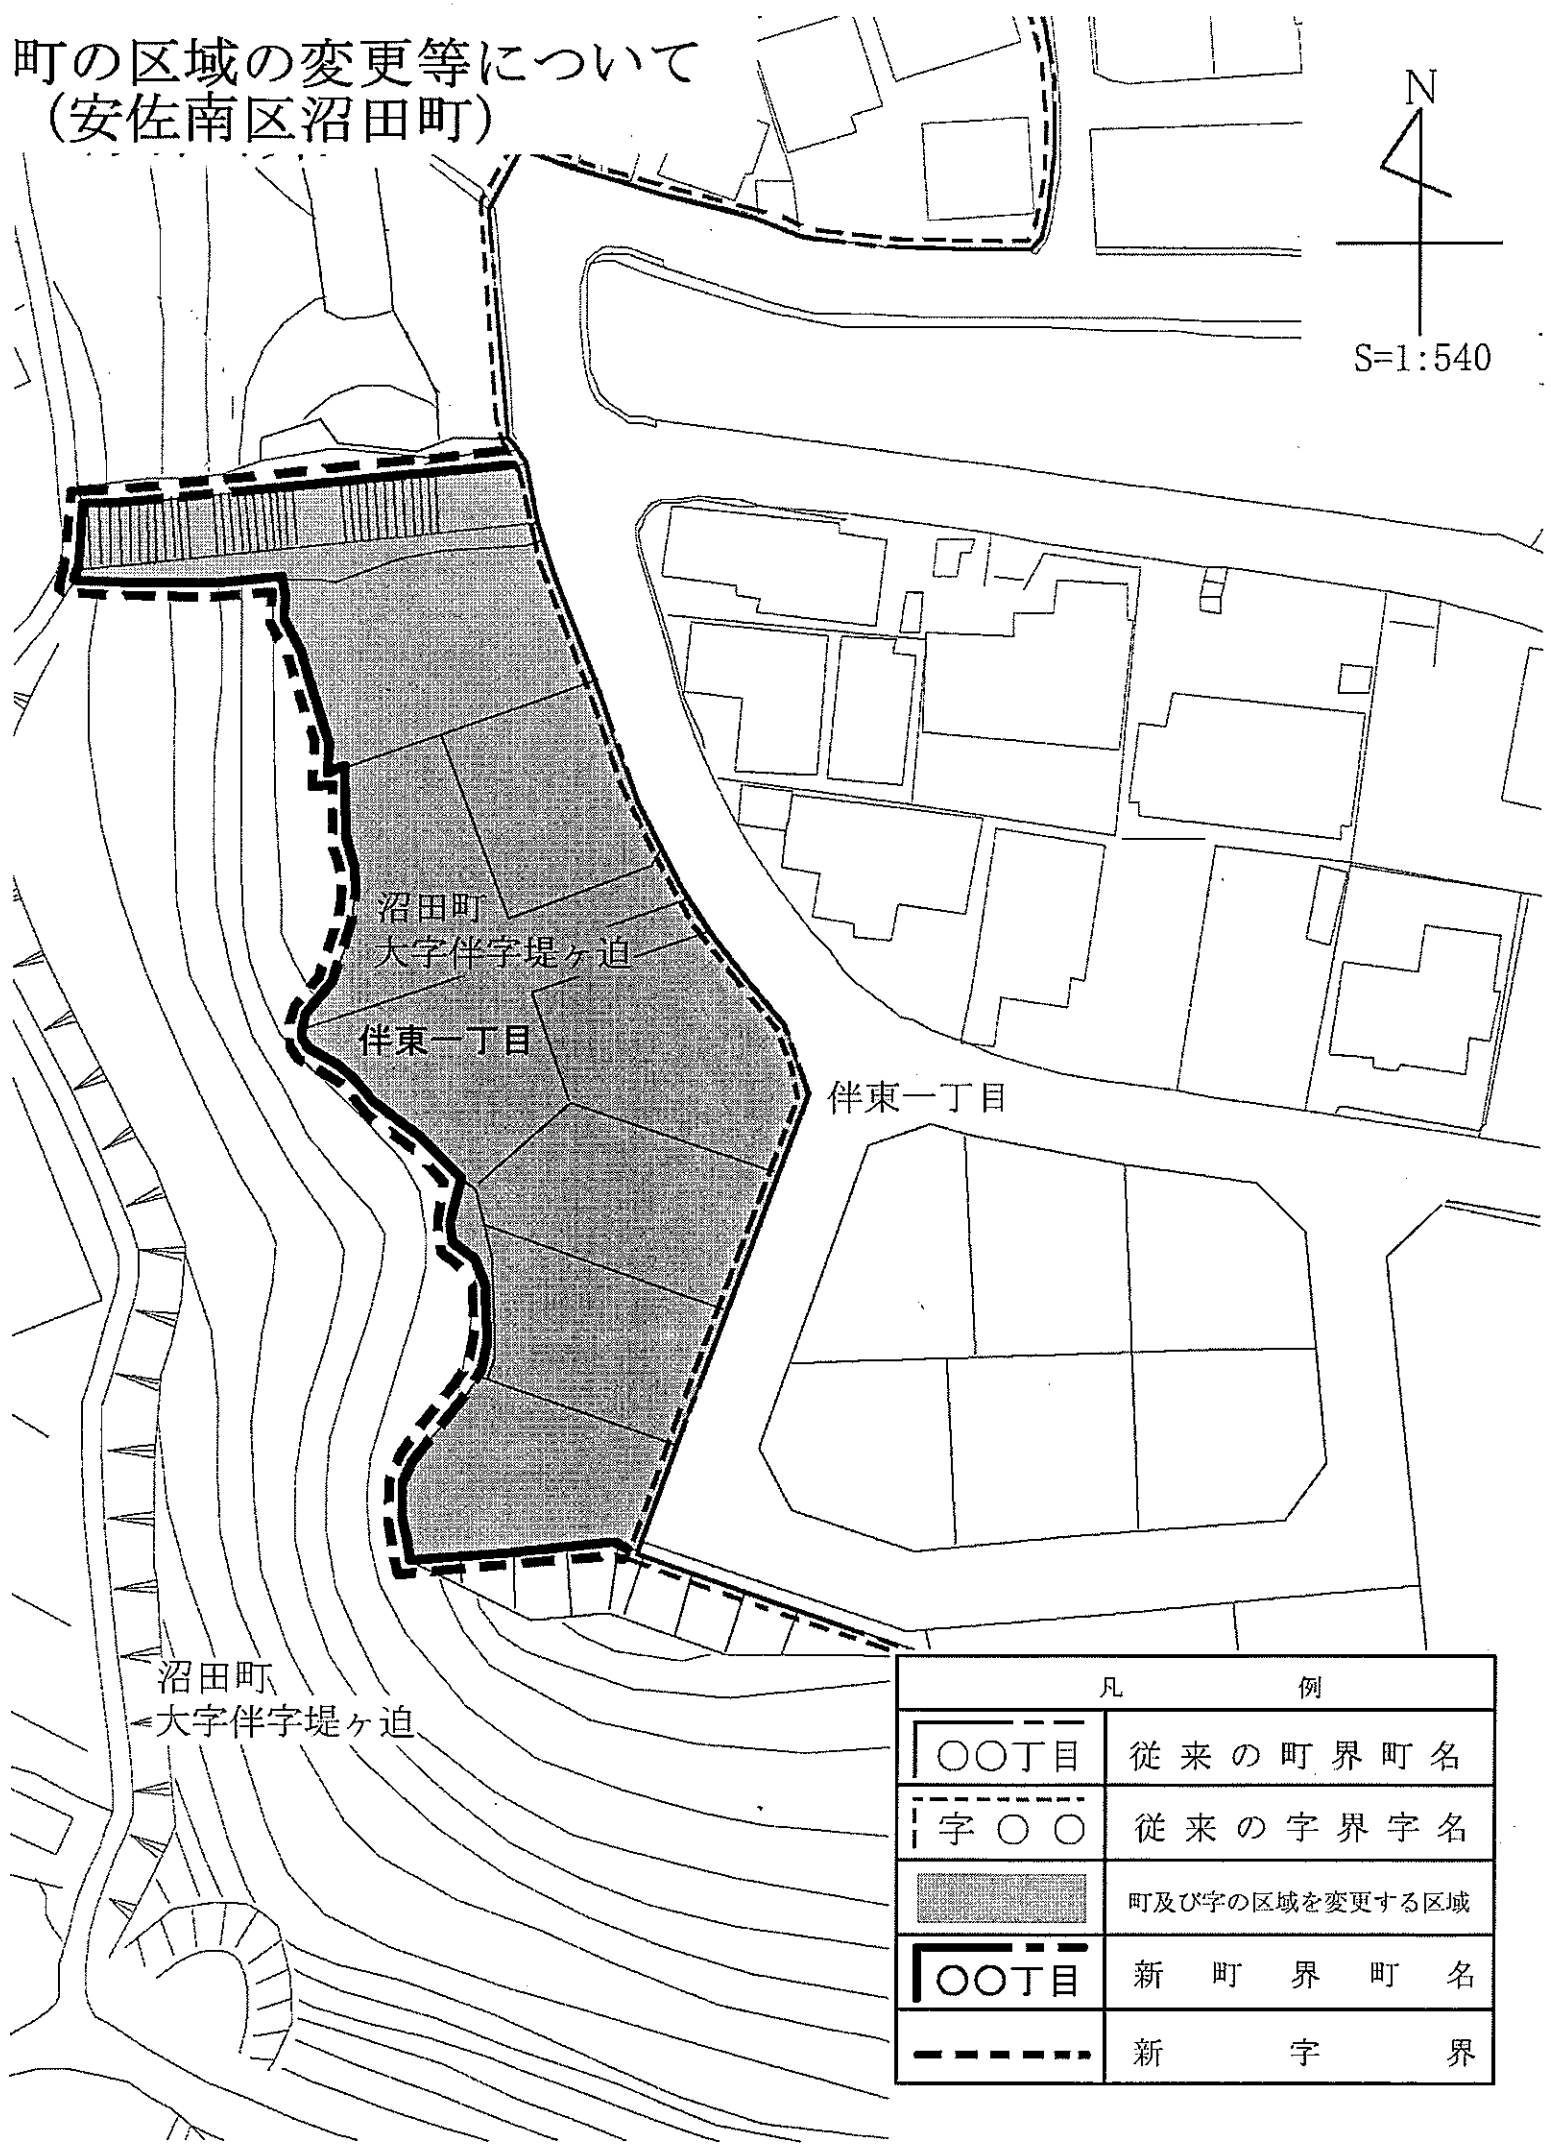 町の区域の変更等について
(安佐南区沼田町)
N
S=1:540
沼田町
大字伴字堤ヶ迫
伴東一丁目
伴東一丁目
沼田町
大字伴字堤ヶ迫
凡例
〇〇丁目 従来の町界町名
字〇〇 従来の字界字名
町及び字の区域を変更する区域
〇〇丁目 新町界町名
新字界